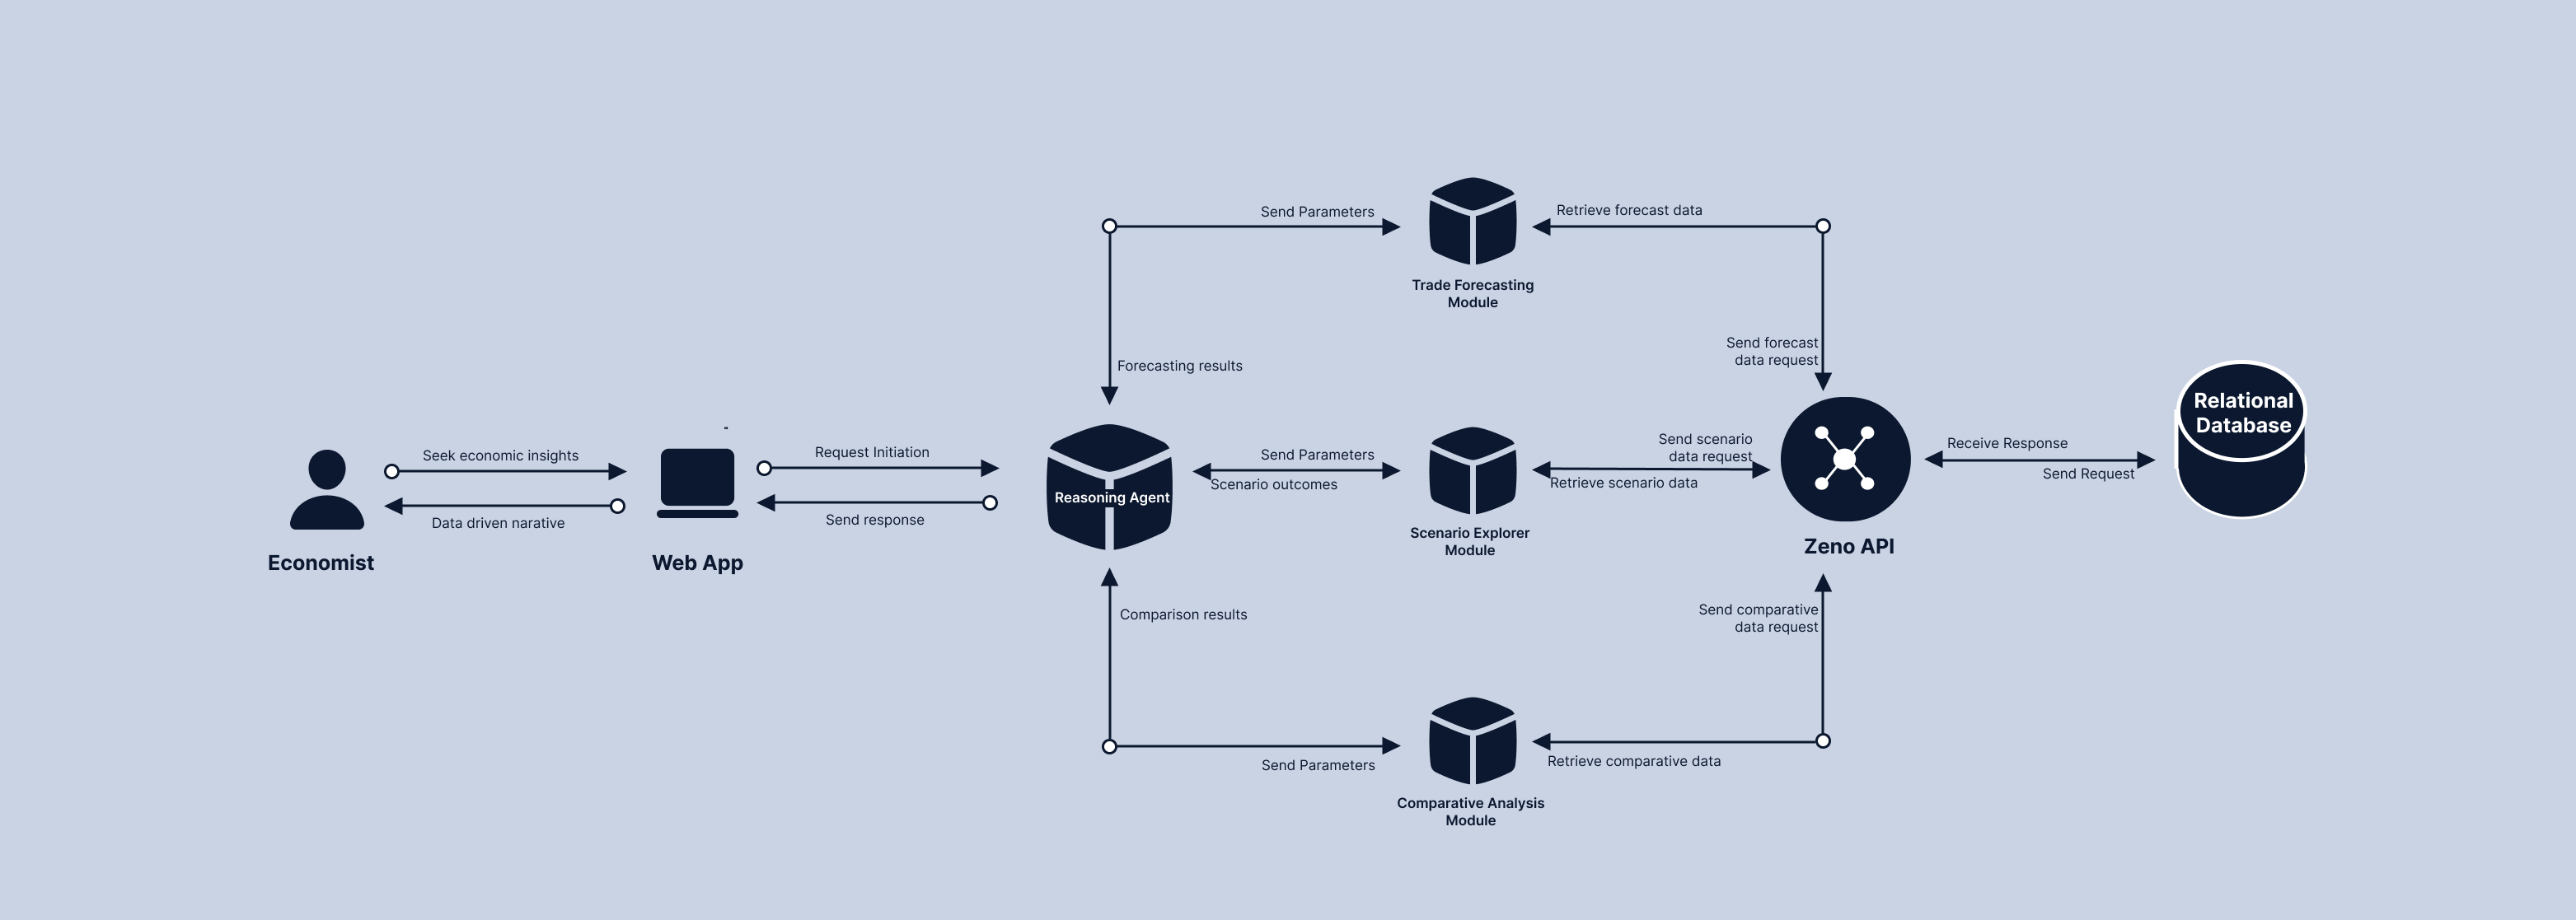 Send Parameters
Retrieve forecast data
Trade Forecasting
Module
Forecasting results
Send forecast
data request
Relational
Database
Seek economic insights
Data driven narative
Economist
Web App
Request Initiation
Send response
Reasoning Agent
Send Parameters
Scenario outcomes
Scenario Explorer
Module
Send scenario
data request
Retrieve scenario data
Zeno API
Receive Response
Send Request
Comparison results
Send comparative
data request
Send Parameters
Retrieve comparative data
Comparative Analysis
Module